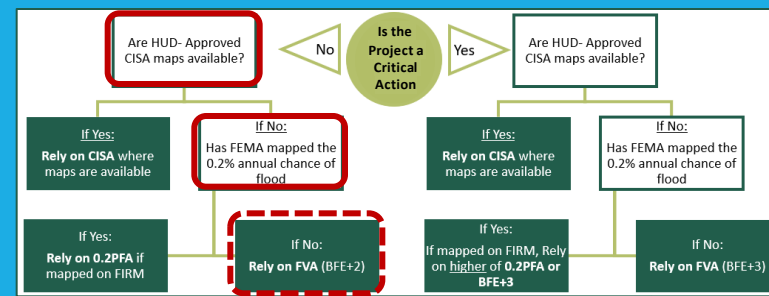 Is the
Project a
Critical
Action
No
Yes
Are HUD- Approved
CISA maps available?
If Yes:
Rely on CISA where
maps are available
If No:
Has FEMA mapped the
0.2% annual chance of
flood
If Yes:
Rely on 0.2PFA if
mapped on FIRM
If No:
Rely on FVA (BFE+2)
Are HUD- Approved
CISA maps available?
If Yes:
Rely on CISA where
maps are available
If No:
Has FEMA mapped the
0.2% annual chance of
flood
If Yes:
If mapped on FIRM, Rely
on higher of 0.2PFA or
BFE+3
If No:
Rely on FVA (BFE+3)